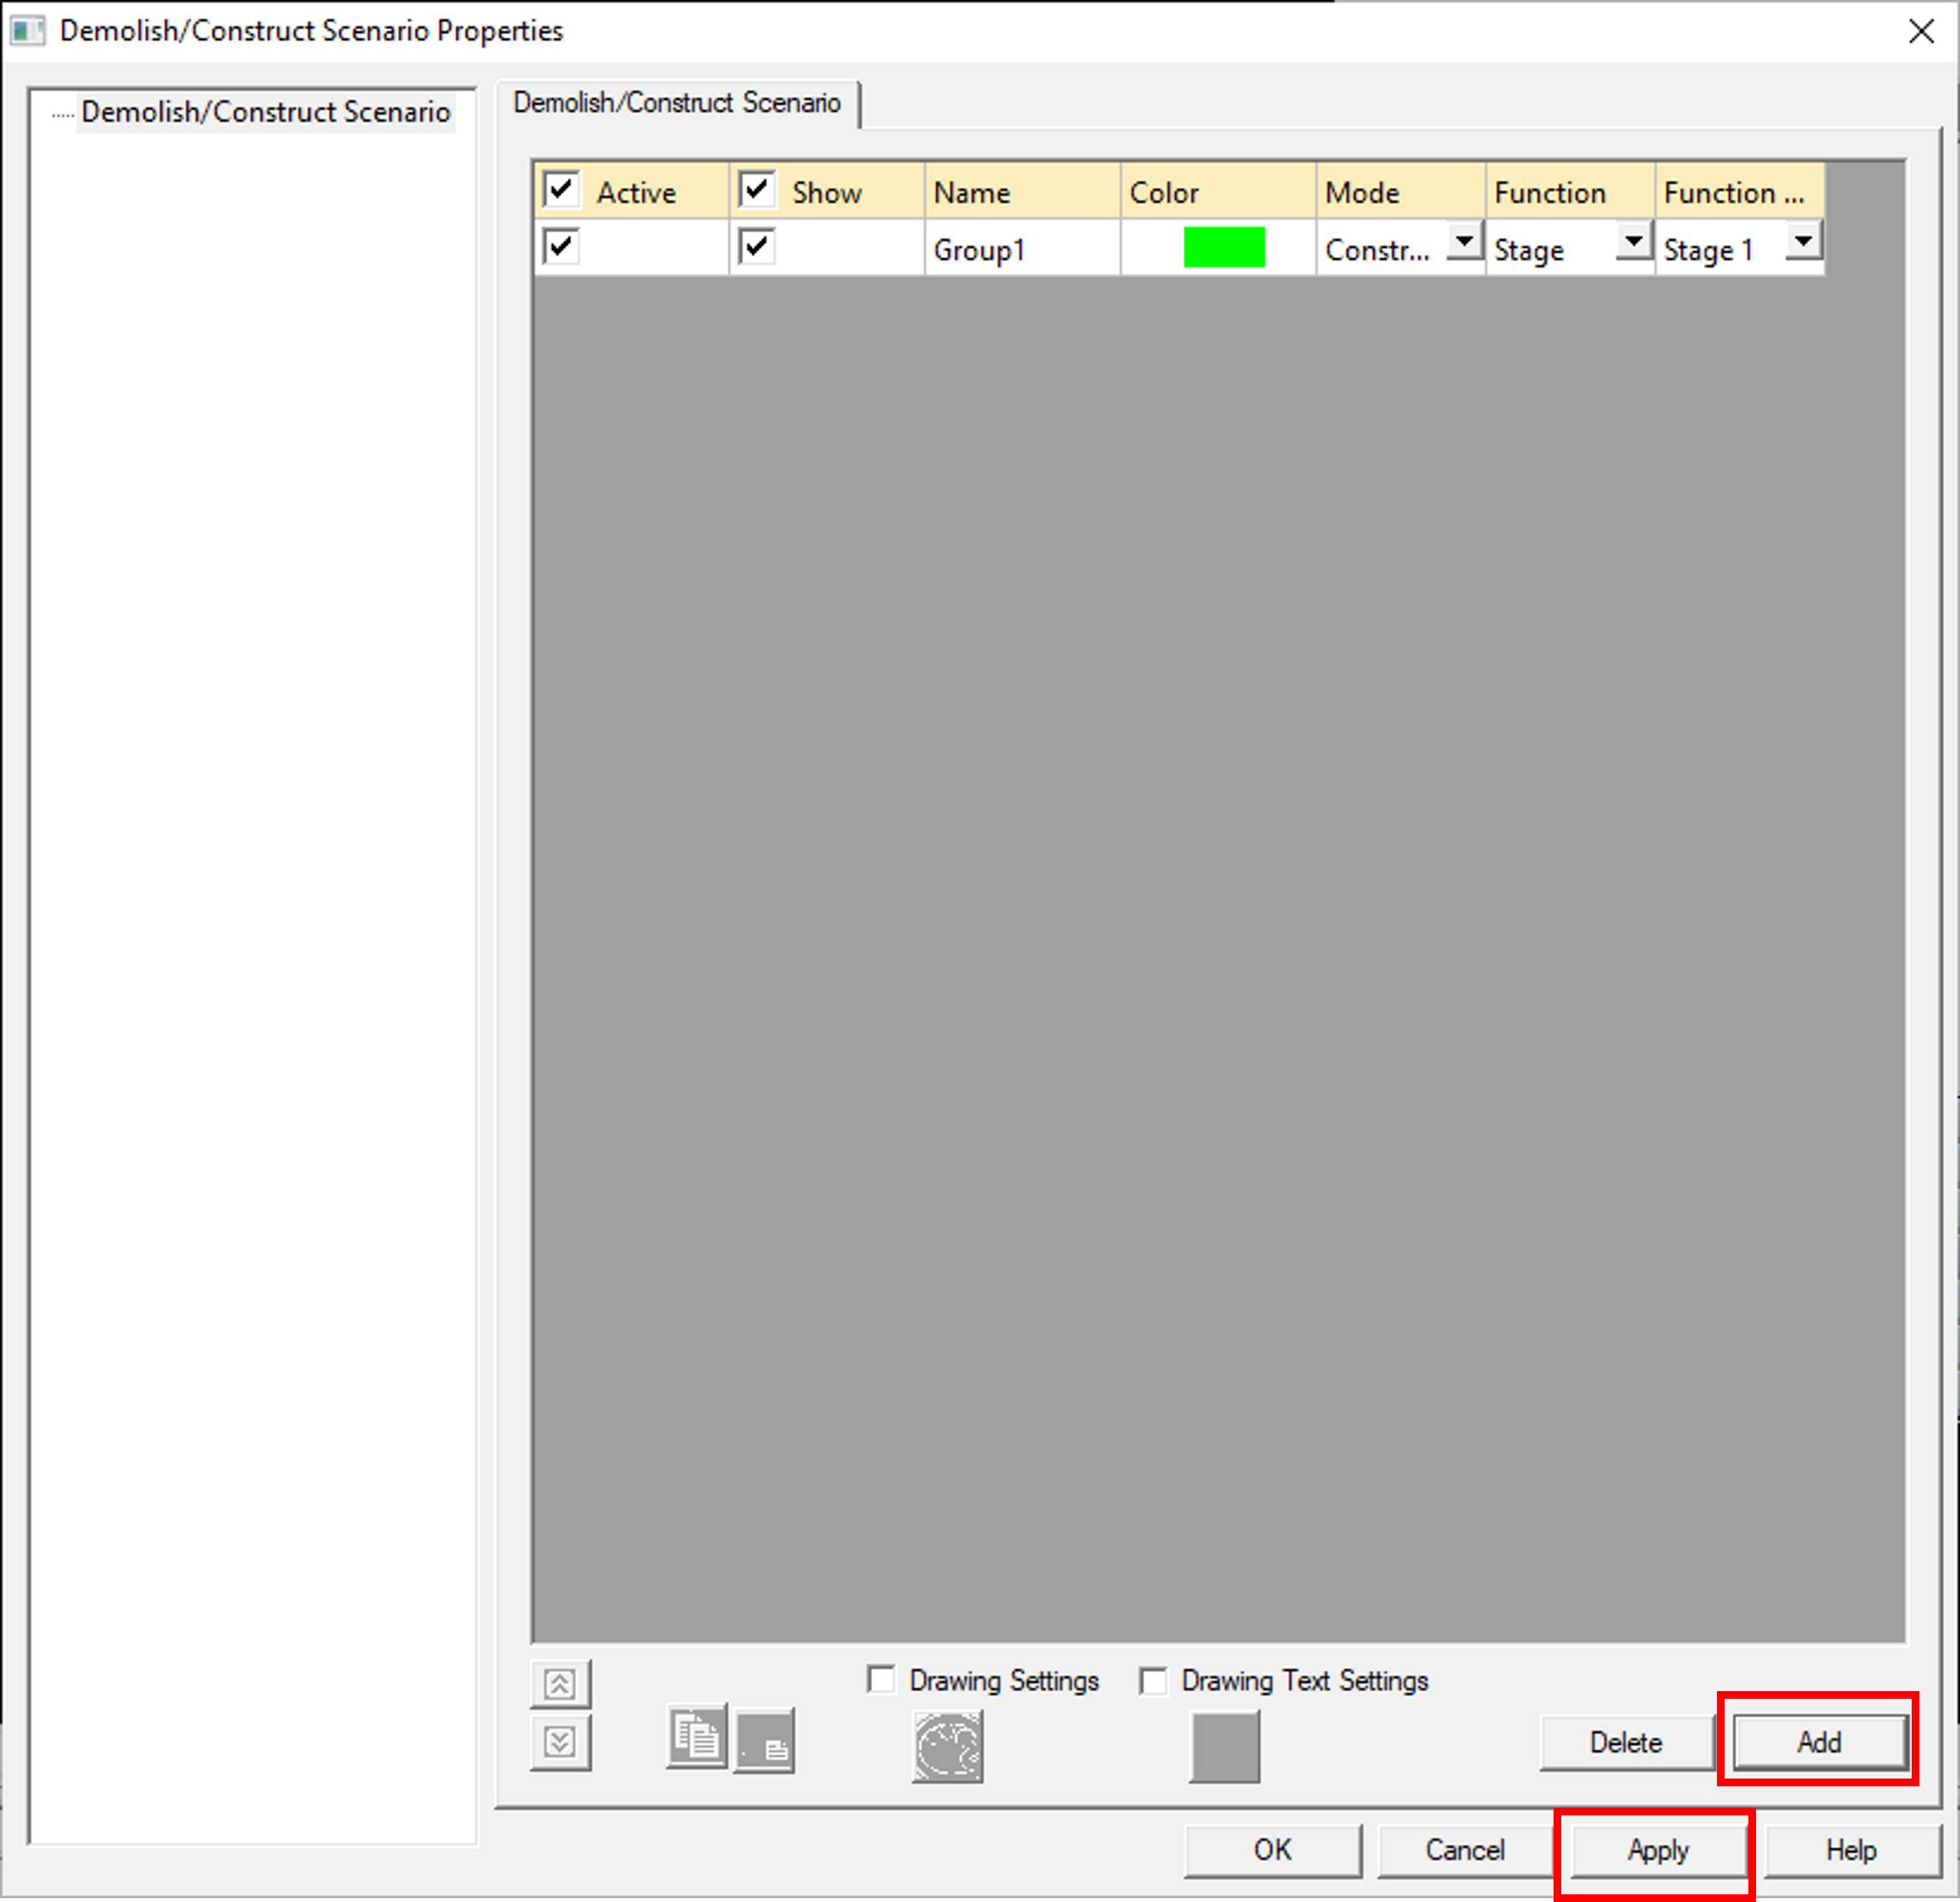 Demolish/Construct Scenario Properties
Demolish/Construct Scenario
Demolish/Construct Scenario
Active Show Name Color Mode Function Function ...
Group1 Constr... Stage Stage 1
Drawing Settings Drawing Text Settings
Delete Add
OK Cancel Apply Help